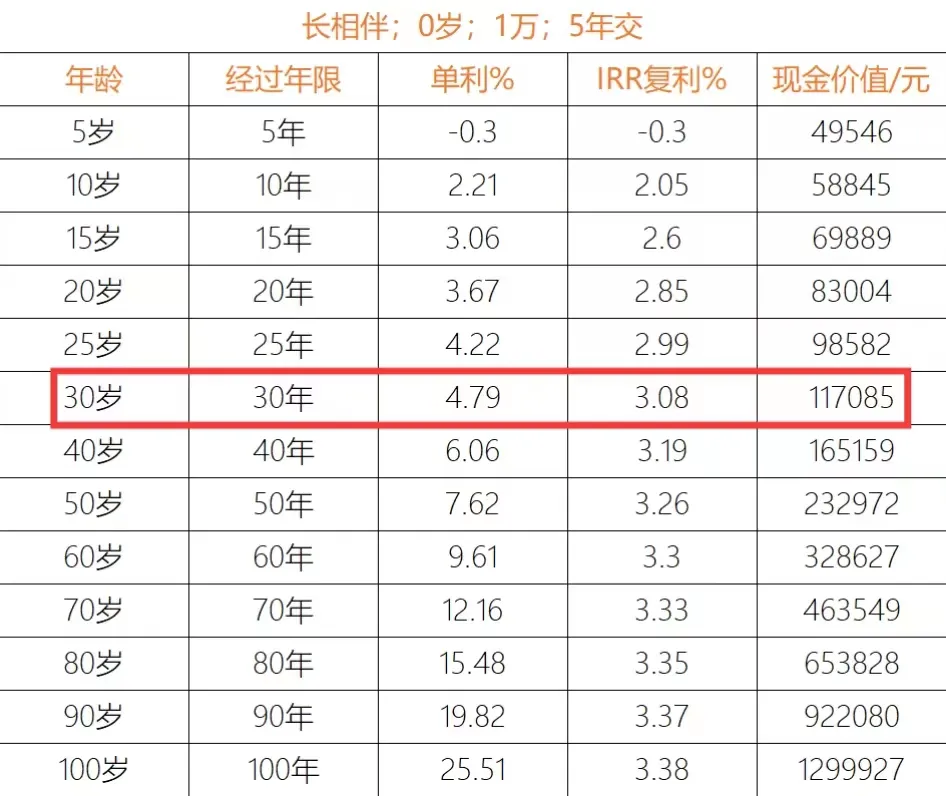 长相伴；0岁；1万；5年交
年龄 经过年限 单利% IRR复利% 现金价值/元
5岁 5年 -0.3 -0.3 49546
10岁 10年 2.21 2.05 58845
15岁 15年 3.06 2.6 69889
20岁 20年 3.67 2.85 83004
25岁 25年 4.22 2.99 98582
30岁 30年 4.79 3.08 117085
40岁 40年 6.06 3.19 165159
50岁 50年 7.62 3.26 232972
60岁 60年 9.61 3.3 328627
70岁 70年 12.16 3.33 463549
80岁 80年 15.48 3.35 653828
90岁 90年 19.82 3.37 922080
100岁 100年 25.51 3.38 1299927